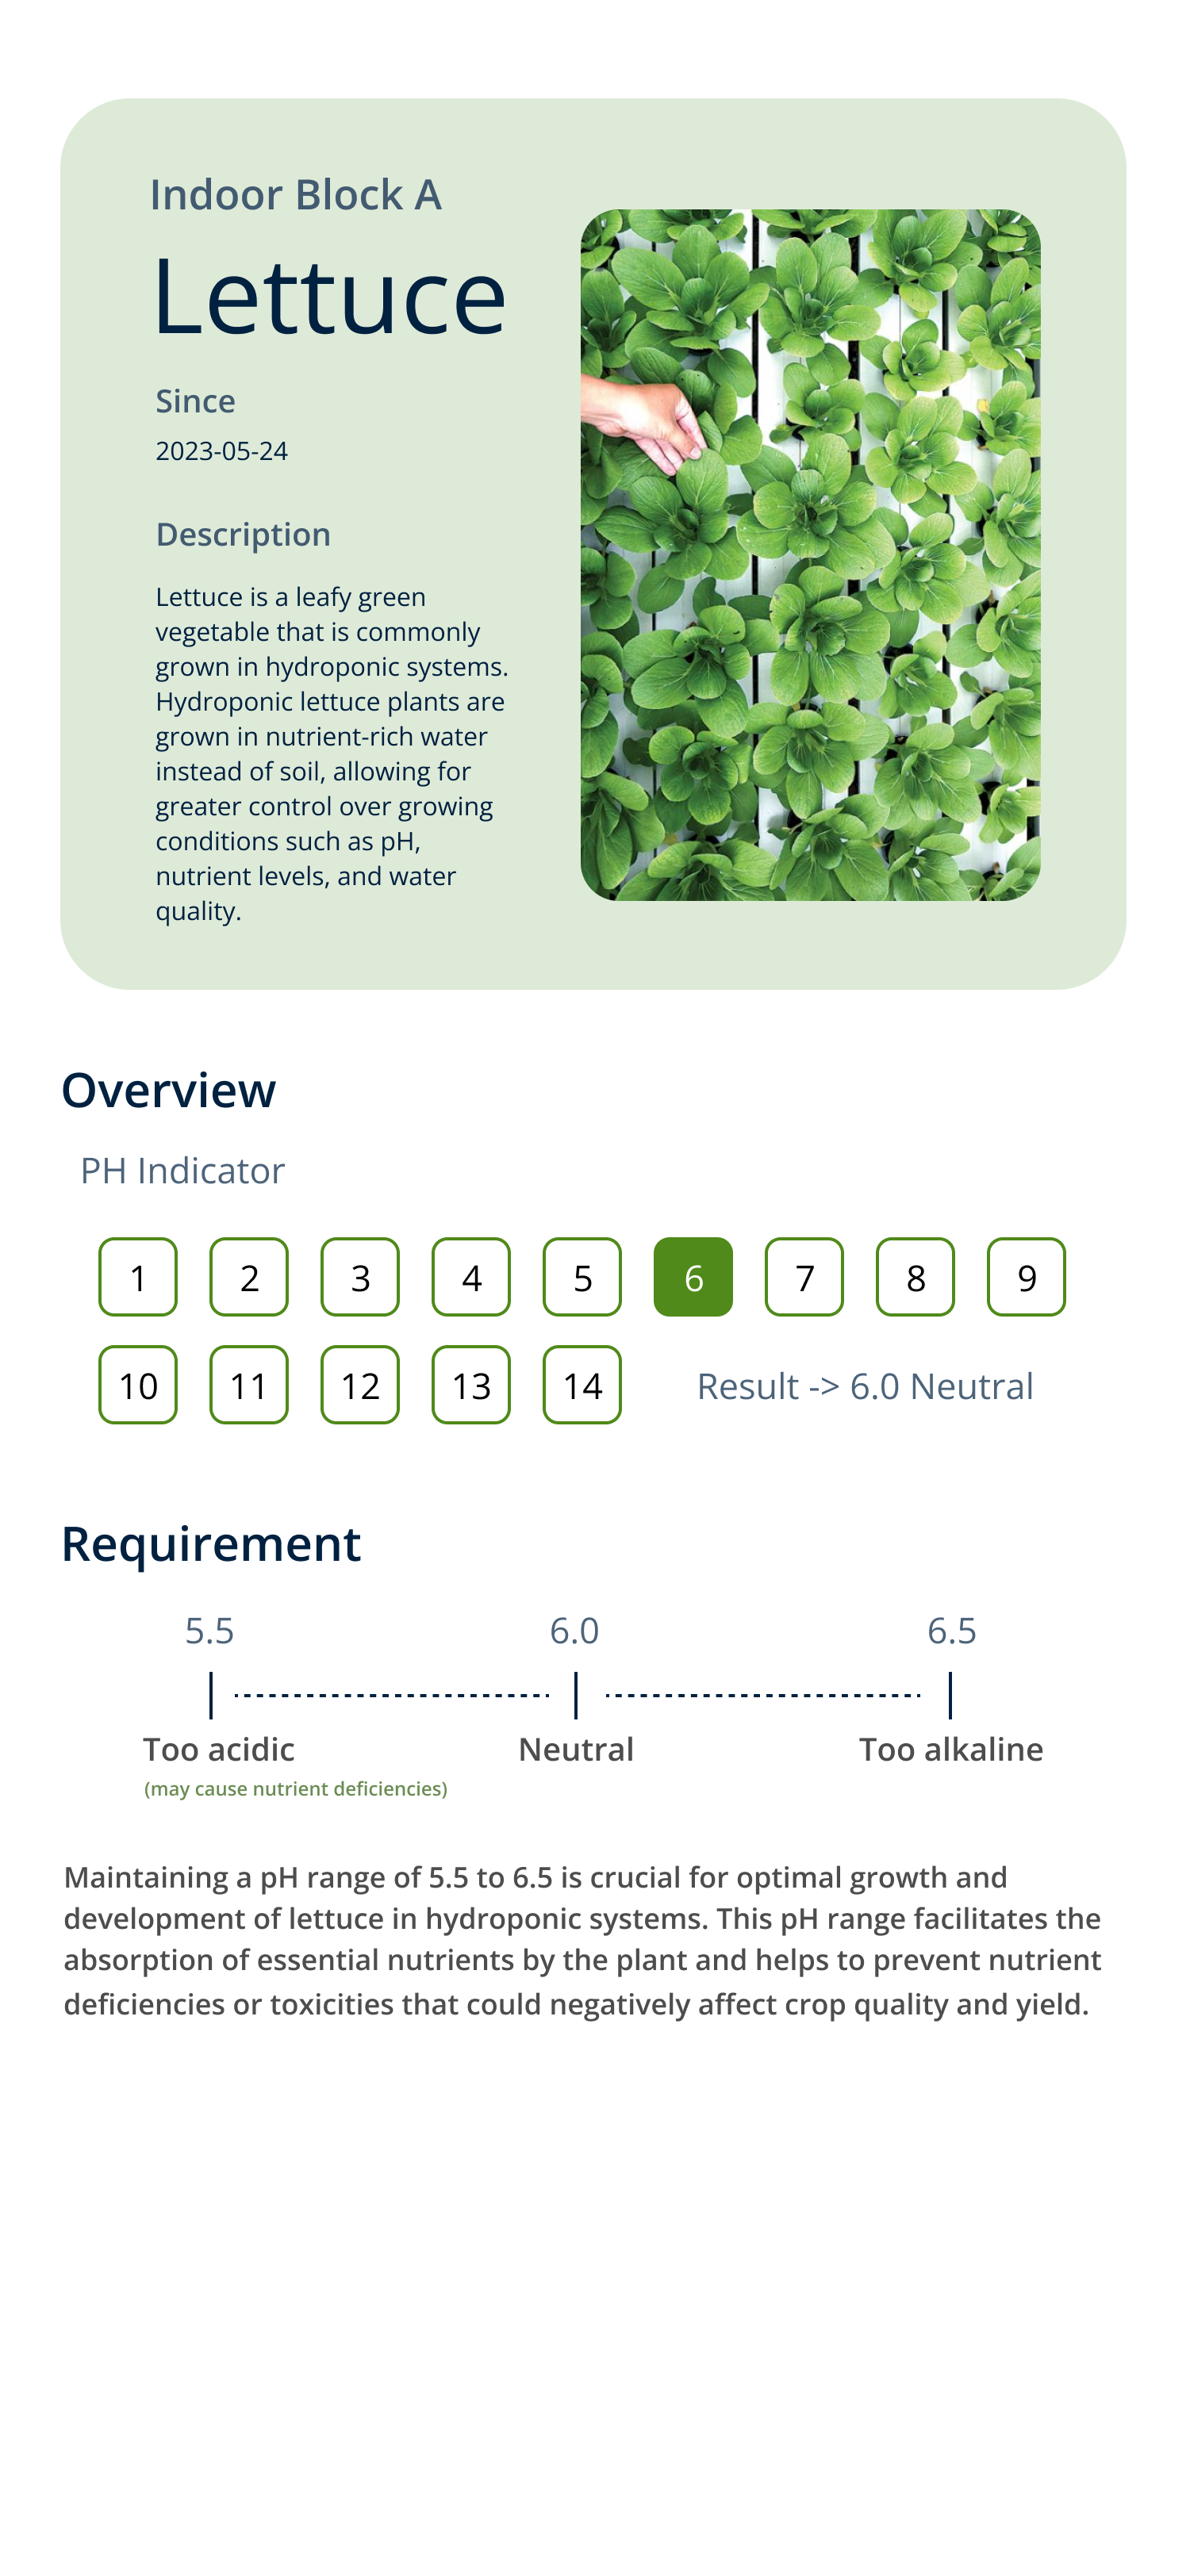 Indoor Block A
Lettuce
Since
2023-05-24
Description
Lettuce is a leafy green
vegetable that is commonly
grown in hydroponic systems.
Hydroponic lettuce plants are
grown in nutrient-rich water
instead of soil, allowing for
greater control over growing
conditions such as pH,
nutrient levels, and water
quality.
Overview
PH Indicator
1 2 3 4 5 6 7 8 9
10 11 12 13 14 Result -> 6.0 Neutral
Requirement
5.5 6.0 6.5
Too acidic Neutral Too alkaline
(may cause nutrient deficiencies)
Maintaining a pH range of 5.5 to 6.5 is crucial for optimal growth and
development of lettuce in hydroponic systems. This pH range facilitates the
absorption of essential nutrients by the plant and helps to prevent nutrient
deficiencies or toxicities that could negatively affect crop quality and yield.